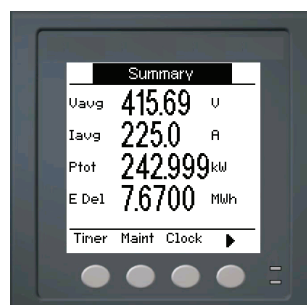 Summary
Vavg 415.69 V
Iavg 225.0 A
Ptot 242.999 kW
E Del 7.6700 MWh
Timer Maint Clock